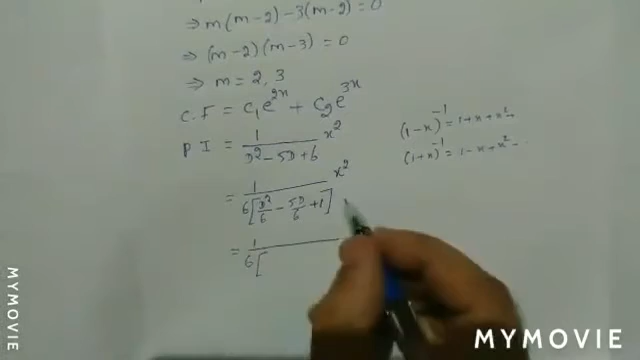 ⇒ m(m-2)-3(m-2)=0
⇒ (m-2)(m-3)=0
⇒ m = 2, 3
C.F = C₁e^{2x} + C₂e^{3x}
P I = 1/(D²-5D+6) x²
= 1/(6[D²/6 - 5D/6 + 1]) x²
= 1/(6[
(1-x)^{-1} = 1+x+x²..
(1+x)^{-1} = 1-x+x²-..
MYMOVIE
MYMOVIE